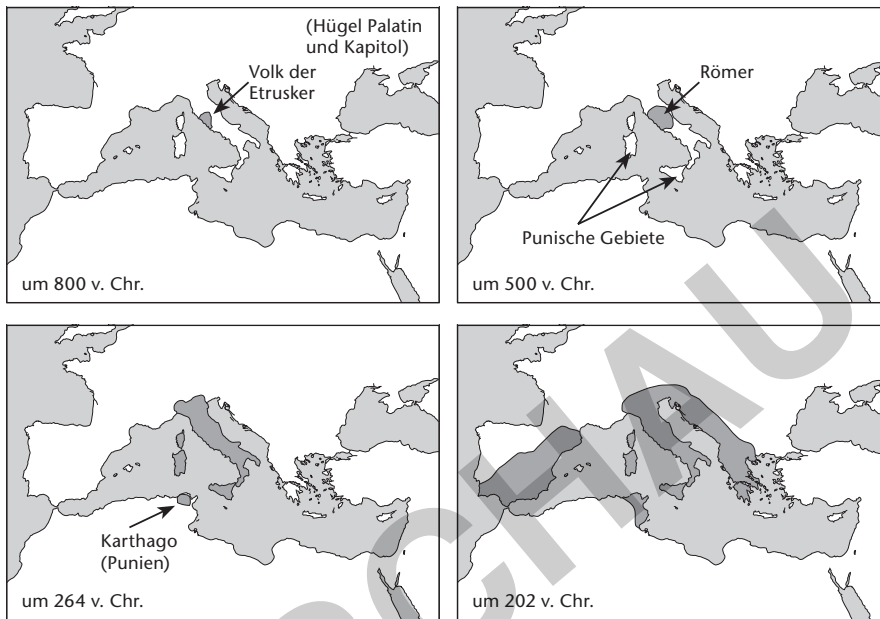 (Hügel Palatin
und Kapitol)
Volk der
Etrusker
um 800 v. Chr.
Römer
Punische Gebiete
um 500 v. Chr.
Karthago
(Punien)
um 264 v. Chr.
um 202 v. Chr.
SCHAU